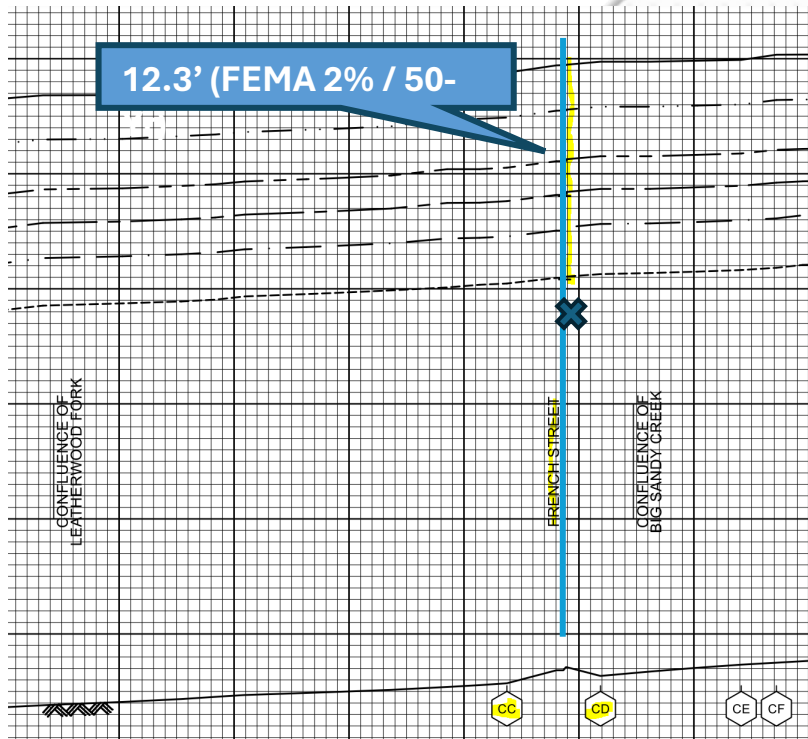 12.3' (FEMA 2% / 50-
CONFLUENCE OF
LEATHERWOOD FORK
FRENCH STREET
CONFLUENCE OF
BIG SANDY CREEK
CC
CD
CE
CF